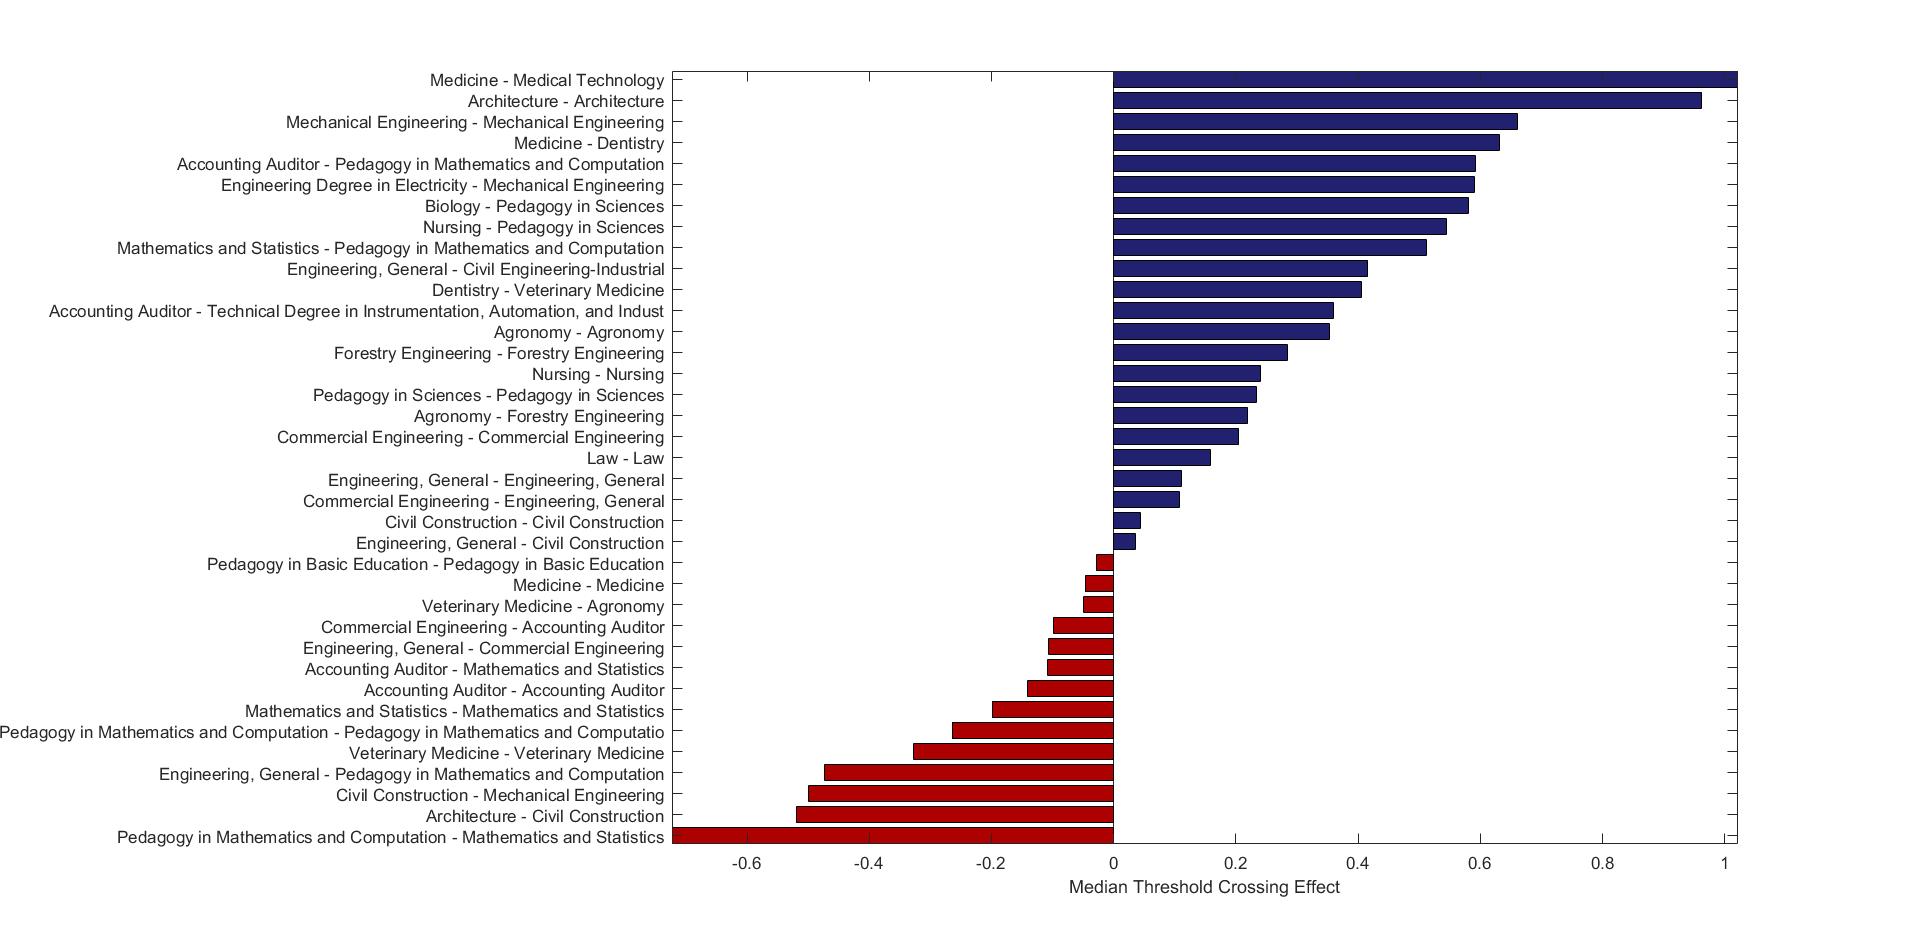 Medicine - Medical Technology
Architecture - Architecture
Mechanical Engineering - Mechanical Engineering
Medicine - Dentistry
Accounting Auditor - Pedagogy in Mathematics and Computation
Engineering Degree in Electricity - Mechanical Engineering
Biology - Pedagogy in Sciences
Nursing - Pedagogy in Sciences
Mathematics and Statistics - Pedagogy in Mathematics and Computation
Engineering, General - Civil Engineering-Industrial
Dentistry - Veterinary Medicine
Accounting Auditor - Technical Degree in Instrumentation, Automation, and Indust
Agronomy - Agronomy
Forestry Engineering - Forestry Engineering
Nursing - Nursing
Pedagogy in Sciences - Pedagogy in Sciences
Agronomy - Forestry Engineering
Commercial Engineering - Commercial Engineering
Law - Law
Engineering, General - Engineering, General
Commercial Engineering - Engineering, General
Civil Construction - Civil Construction
Engineering, General - Civil Construction
Pedagogy in Basic Education - Pedagogy in Basic Education
Medicine - Medicine
Veterinary Medicine - Agronomy
Commercial Engineering - Accounting Auditor
Engineering, General - Commercial Engineering
Accounting Auditor - Mathematics and Statistics
Accounting Auditor - Accounting Auditor
Mathematics and Statistics - Mathematics and Statistics
Pedagogy in Mathematics and Computation - Pedagogy in Mathematics and Computatio
Veterinary Medicine - Veterinary Medicine
Engineering, General - Pedagogy in Mathematics and Computation
Civil Construction - Mechanical Engineering
Architecture - Civil Construction
Pedagogy in Mathematics and Computation - Mathematics and Statistics
-0.6 -0.4 -0.2 0 0.2 0.4 0.6 0.8 1
Median Threshold Crossing Effect